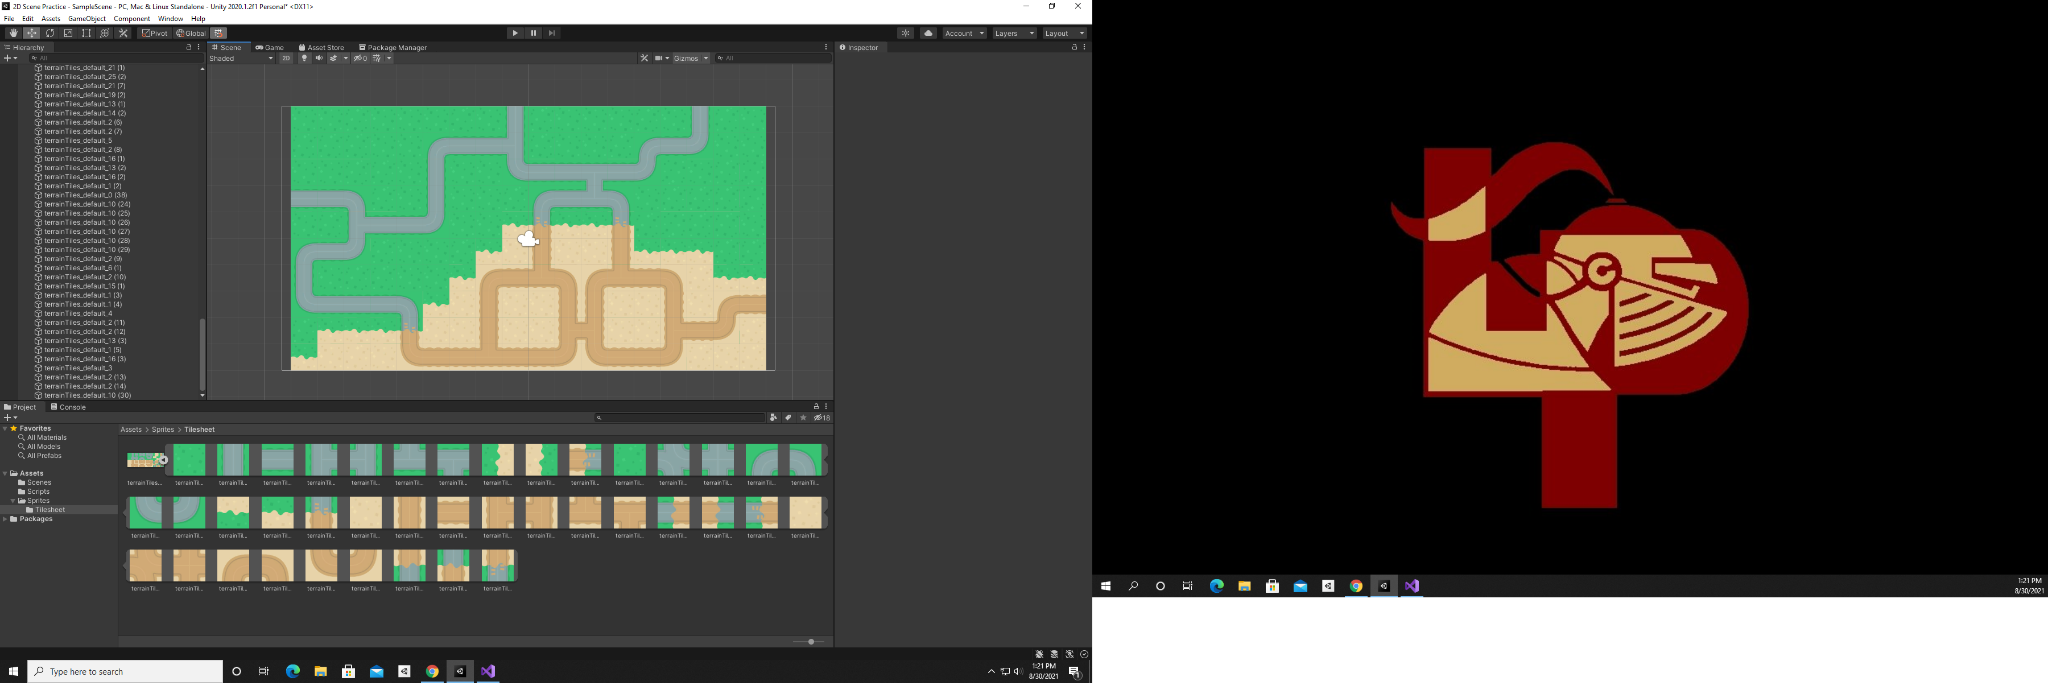 2D Scene Practice - SampleScene - PC, Mac & Linux Standalone - Unity 2020.1.2f1 Personal* <DX11>
File Edit Assets GameObject Component Window Help
Pivot Global Account Layers Layout
Hierarchy
All
terrainTiles_default_21 (1)
terrainTiles_default_25 (2)
terrainTiles_default_21 (7)
terrainTiles_default_19 (2)
terrainTiles_default_13 (1)
terrainTiles_default_14 (2)
terrainTiles_default_2 (6)
terrainTiles_default_2 (7)
terrainTiles_default_5
terrainTiles_default_2 (8)
terrainTiles_default_16 (1)
terrainTiles_default_13 (2)
terrainTiles_default_16 (2)
terrainTiles_default_1 (2)
terrainTiles_default_0 (38)
terrainTiles_default_10 (24)
terrainTiles_default_10 (25)
terrainTiles_default_10 (26)
terrainTiles_default_10 (27)
terrainTiles_default_10 (28)
terrainTiles_default_10 (29)
terrainTiles_default_2 (9)
terrainTiles_default_6 (1)
terrainTiles_default_2 (10)
terrainTiles_default_15 (1)
terrainTiles_default_1 (3)
terrainTiles_default_1 (4)
terrainTiles_default_4
terrainTiles_default_2 (11)
terrainTiles_default_2 (12)
terrainTiles_default_13 (3)
terrainTiles_default_1 (5)
terrainTiles_default_16 (3)
terrainTiles_default_3
terrainTiles_default_2 (13)
terrainTiles_default_2 (14)
terrainTiles_default_10 (30)
Scene Game Asset Store Package Manager
Shaded 2D 0 Gizmos All
Inspector
Project Console
18
Favorites
All Materials
All Models
All Prefabs
Assets
Scenes
Scripts
Sprites
Tilesheet
Packages
Assets > Sprites > Tilesheet
terrainTiles... terrainTil... terrainTil... terrainTil... terrainTil... terrainTil... terrainTil... terrainTil... terrainTil... terrainTil... terrainTil... terrainTil... terrainTil... terrainTil... terrainTil... terrainTil...
terrainTil... terrainTil... terrainTil... terrainTil... terrainTil... terrainTil... terrainTil... terrainTil... terrainTil... terrainTil... terrainTil... terrainTil... terrainTil... terrainTil... terrainTil... terrainTil...
terrainTil... terrainTil... terrainTil... terrainTil... terrainTil... terrainTil... terrainTil... terrainTil... terrainTil...
Type here to search
1:21 PM
8/30/2021
1
1:21 PM
8/30/2021